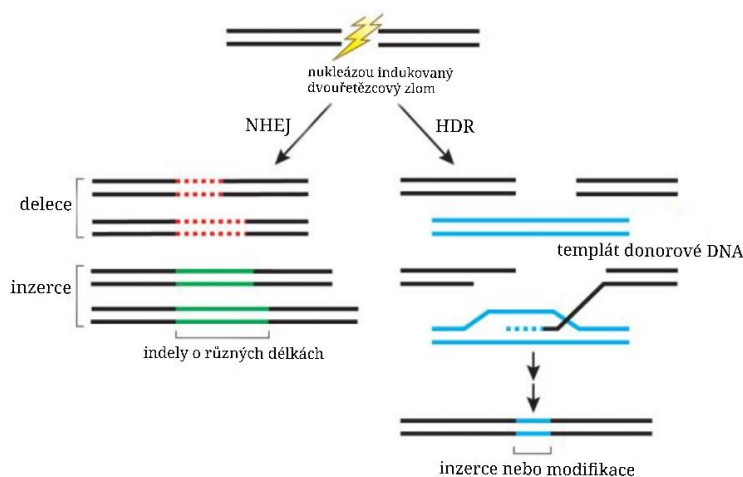 nukleázou indukovaný
dvouřetězcový zlom
NHEJ
HDR
delece
inzerce
indely o různých délkách
templát donorové DNA
inzerce nebo modifikace